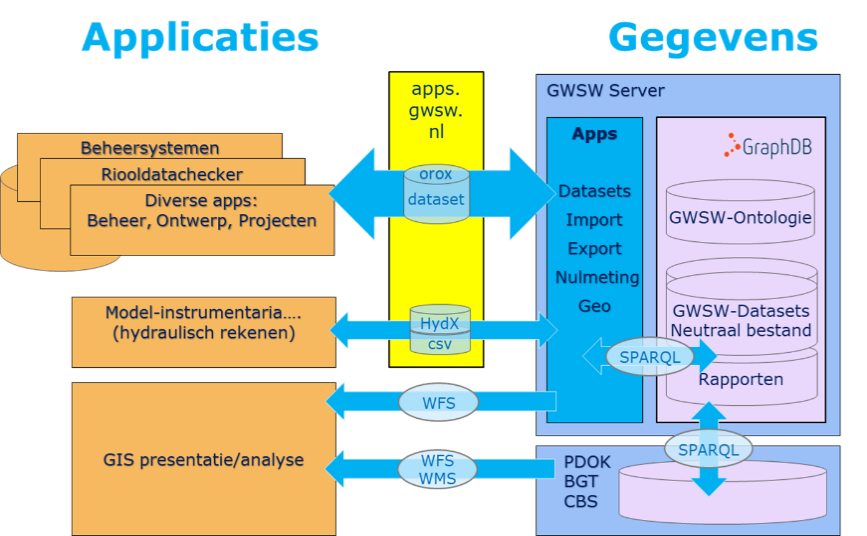 Applicaties
Gegevens
apps.
gwsw.
nl
GWSW Server
Beheersystemen
Riooldatachecker
Diverse apps:
Beheer, Ontwerp, Projecten
orox
dataset
Apps
Datasets
Import
Export
Nulmeting
Geo
GraphDB
GWSW-Ontologie
GWSW-Datasets
Neutraal bestand
SPARQL
Rapporten
Model-instrumentaria....
(hydraulisch rekenen)
HydX
csv
WFS
GIS presentatie/analyse
WFS
WMS
SPARQL
PDOK
BGT
CBS